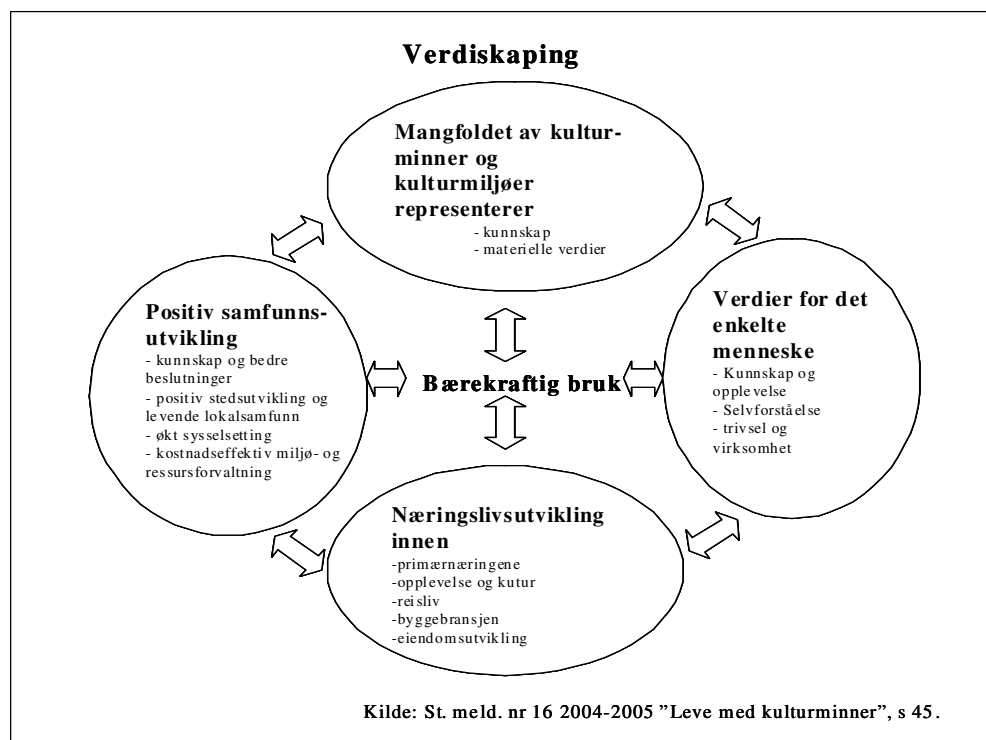 Verdiskaping
Mangfoldet av kultur-
minner og
kulturmiljøer
representerer
- kunnskap
- materielle verdier
Positiv samfunns-
utvikling
- kunnskap og bedre
beslutninger
- positiv stedsutvikling og
levende lokalsamfunn
- økt sysselsetting
- kostnadseffektiv miljø- og
ressursforvaltning
Bærekraftig bruk
Verdier for det
enkelte
menneske
- Kunnskap og
opplevelse
- Selvforståelse
- trivsel og
virksomhet
Næringslivsutvikling
innen
-primærnæringene
-opplevelse og kutur
-reisliv
-byggebransjen
-eiendomsutvikling
Kilde: St. meld. nr 16 2004-2005 ”Leve med kulturminner”, s 45.